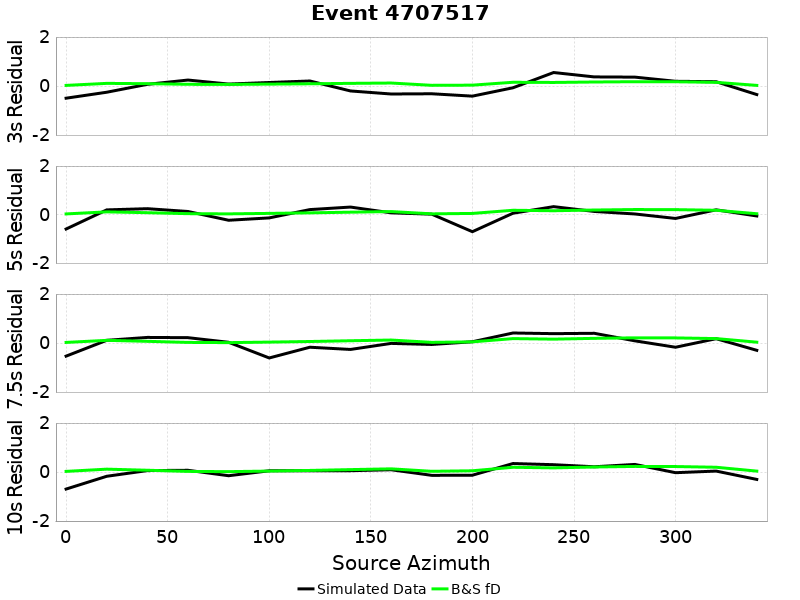 Event 4707517
3s Residual
2
0
-2
5s Residual
2
0
-2
7.5s Residual
2
0
-2
10s Residual
2
0
-2
0 50 100 150 200 250 300
Source Azimuth
Simulated Data B&S fD